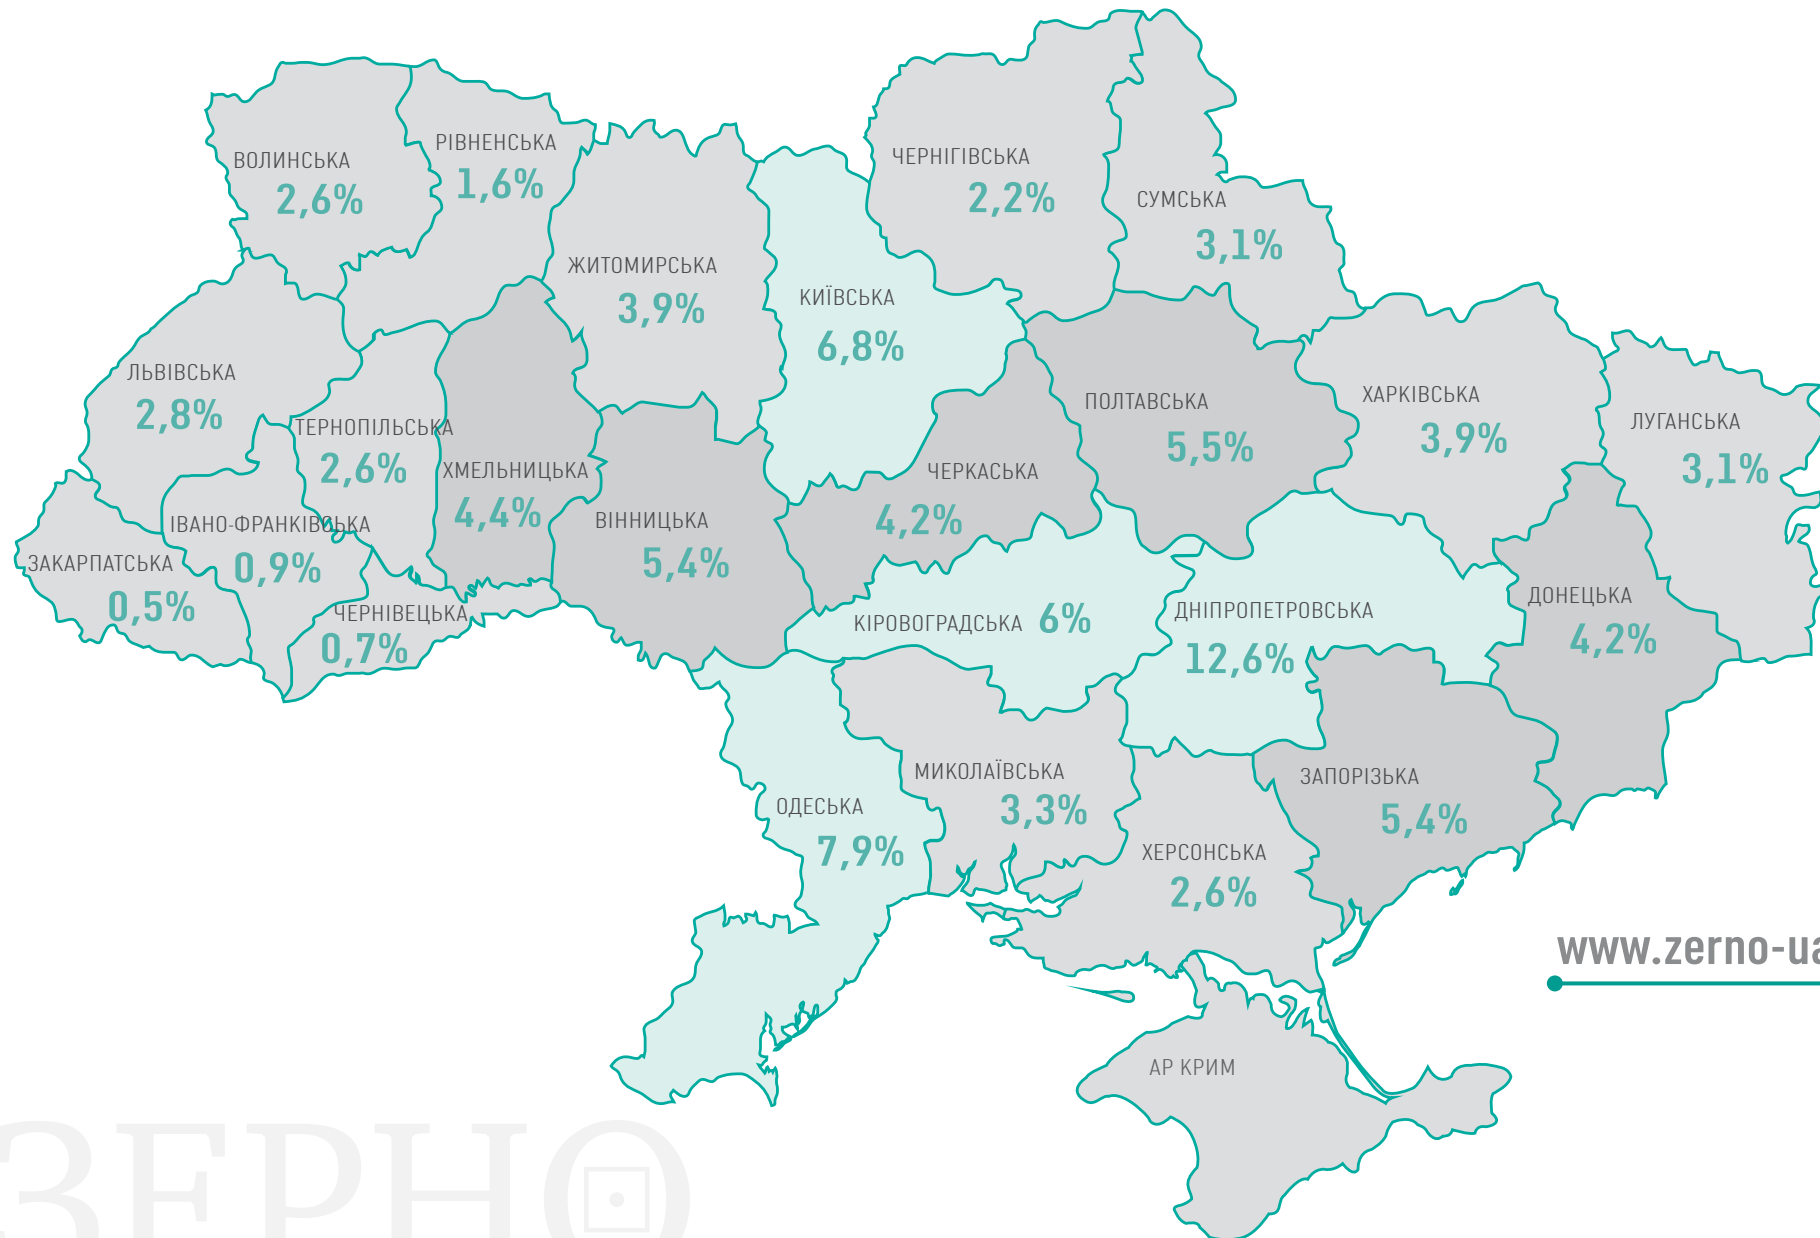 ВОЛИНСЬКА
2,6%
РІВНЕНСЬКА
1,6%
ЖИТОМИРСЬКА
3,9%
КИЇВСЬКА
6,8%
ЧЕРНІГІВСЬКА
2,2%
СУМСЬКА
3,1%
ЛЬВІВСЬКА
2,8%
ТЕРНОПІЛЬСЬКА
2,6%
ХМЕЛЬНИЦЬКА
4,4%
ВІННИЦЬКА
5,4%
ЧЕРКАСЬКА
4,2%
ПОЛТАВСЬКА
5,5%
ХАРКІВСЬКА
3,9%
ЛУГАНСЬКА
3,1%
ЗАКАРПАТСЬКА
0,5%
ІВАНО-ФРАНКІВСЬКА
0,9%
ЧЕРНІВЕЦЬКА
0,7%
КІРОВОГРАДСЬКА 6%
ДНІПРОПЕТРОВСЬКА
12,6%
ДОНЕЦЬКА
4,2%
ОДЕСЬКА
7,9%
МИКОЛАЇВСЬКА
3,3%
ХЕРСОНСЬКА
2,6%
ЗАПОРІЗЬКА
5,4%
www.zerno-ua
АР КРИМ
ЗЕРНО